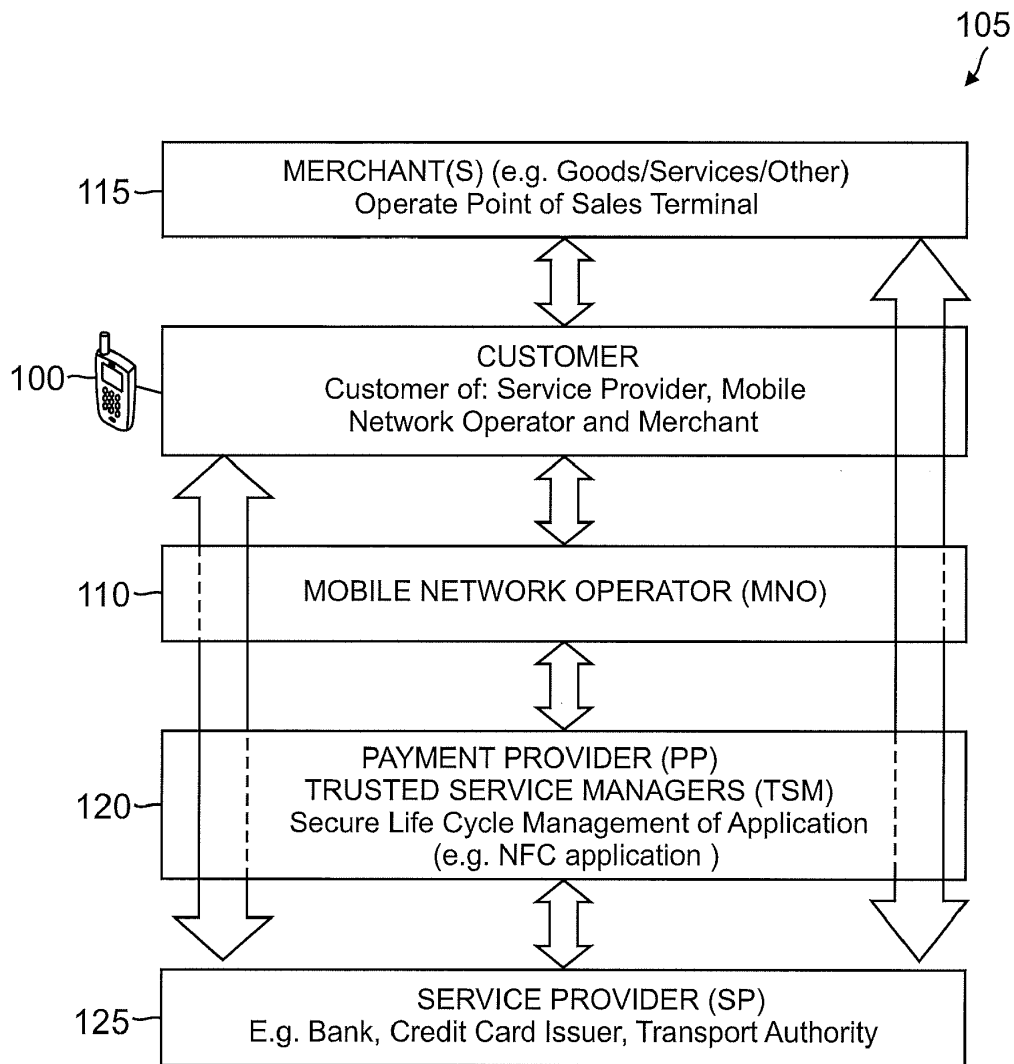 105
115
MERCHANT(S) (e.g. Goods/Services/Other)
Operate Point of Sales Terminal
100
CUSTOMER
Customer of: Service Provider, Mobile
Network Operator and Merchant
110
MOBILE NETWORK OPERATOR (MNO)
120
PAYMENT PROVIDER (PP)
TRUSTED SERVICE MANAGERS (TSM)
Secure Life Cycle Management of Application
(e.g. NFC application )
125
SERVICE PROVIDER (SP)
E.g. Bank, Credit Card Issuer, Transport Authority